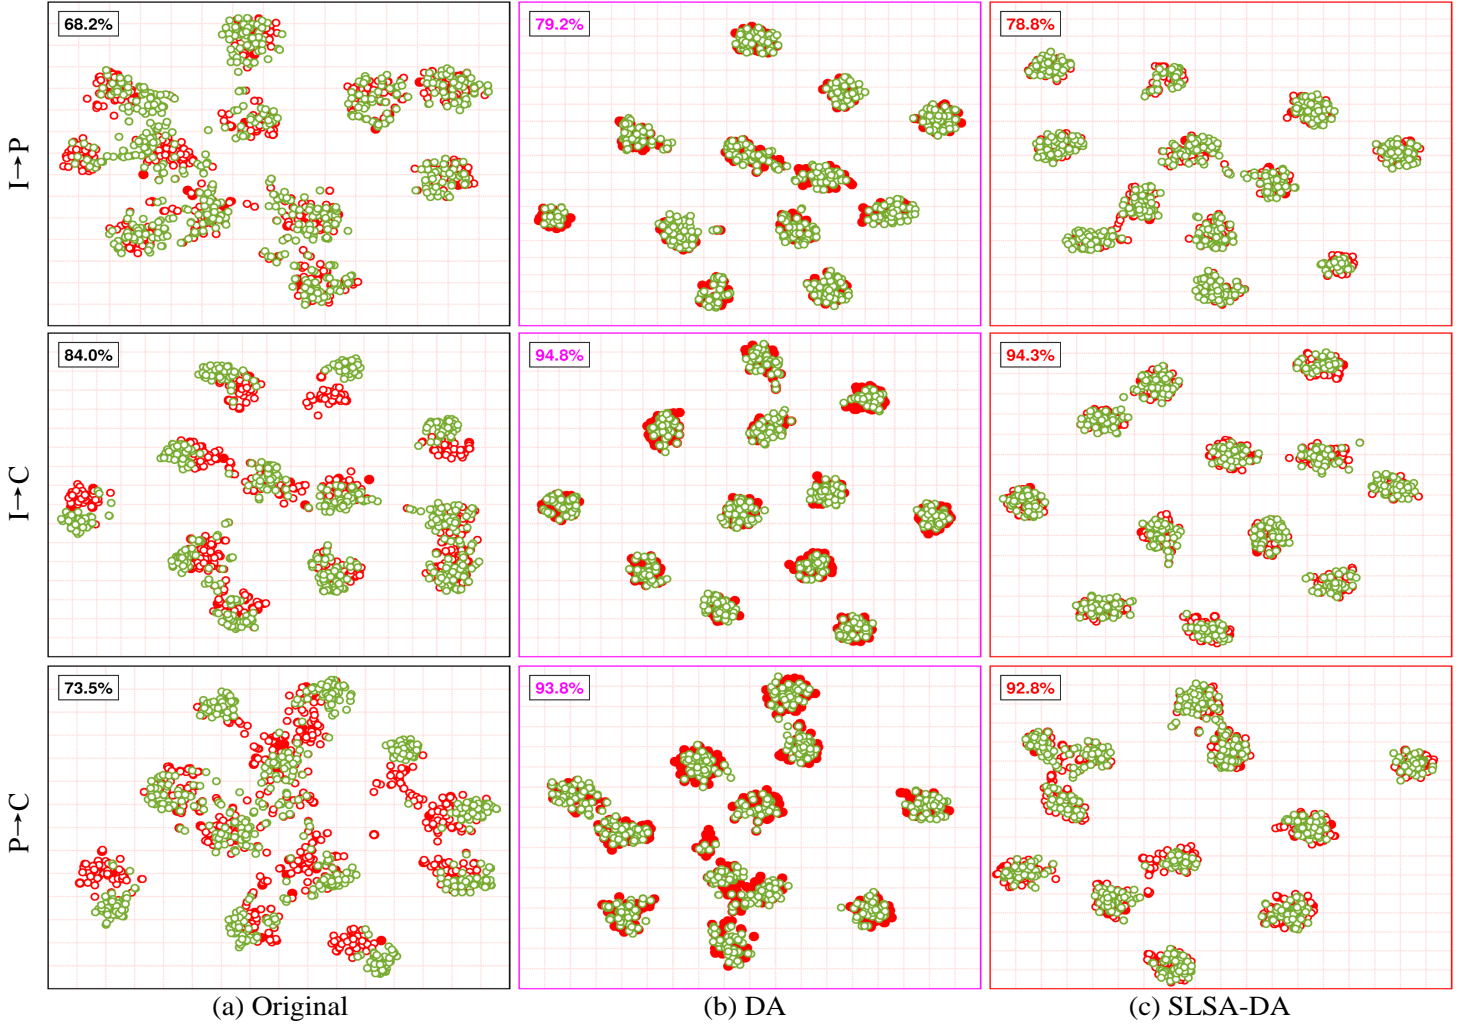 68.2%
79.2%
78.8%
I→P
84.0%
94.8%
94.3%
I→C
73.5%
93.8%
92.8%
P→C
(a) Original
(b) DA
(c) SLSA-DA